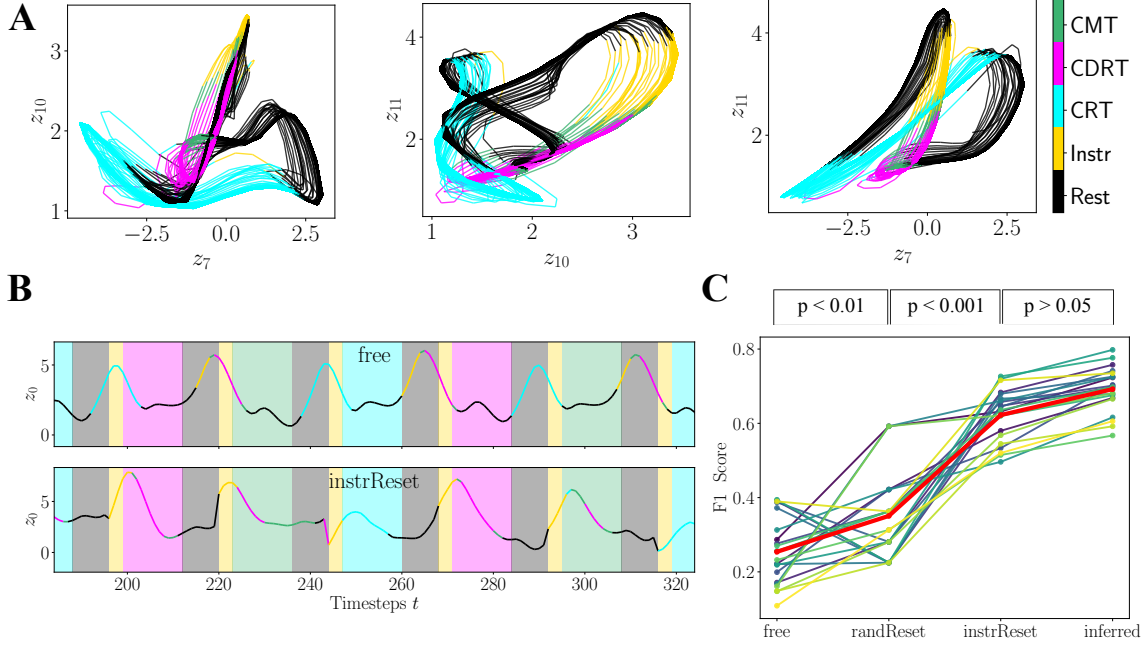 A
z10
3
2
1
−2.5
0.0
2.5
z7
z11
4
2
1
2
3
z10
z11
4
2
−2.5
0.0
2.5
z7
CMT
CDRT
CRT
Instr
Rest
B
z0
5
0
free
z0
5
0
instrReset
200
220
240
260
280
300
320
Timesteps t
C
p < 0.01
p < 0.001
p > 0.05
F1 Score
0.8
0.6
0.4
0.2
free
randReset
instrReset
inferred